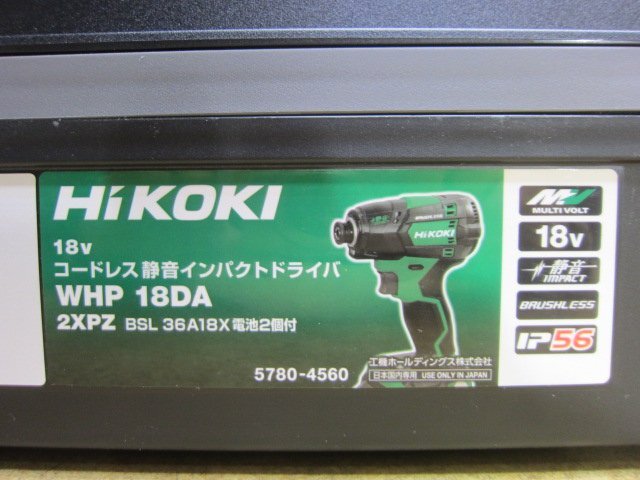 HiKOKI
18V
コードレス静音インパクトドライバ
WHP 18DA
2XPZ BSL 36A18X電池2個付
5780-4560
BRUSHLESS
HiKOKI
工機ホールディングス株式会社
日本国内専用 USE ONLY IN JAPAN
MV
MULTI VOLT
18V
静音
IMPACT
BRUSHLESS
IP56